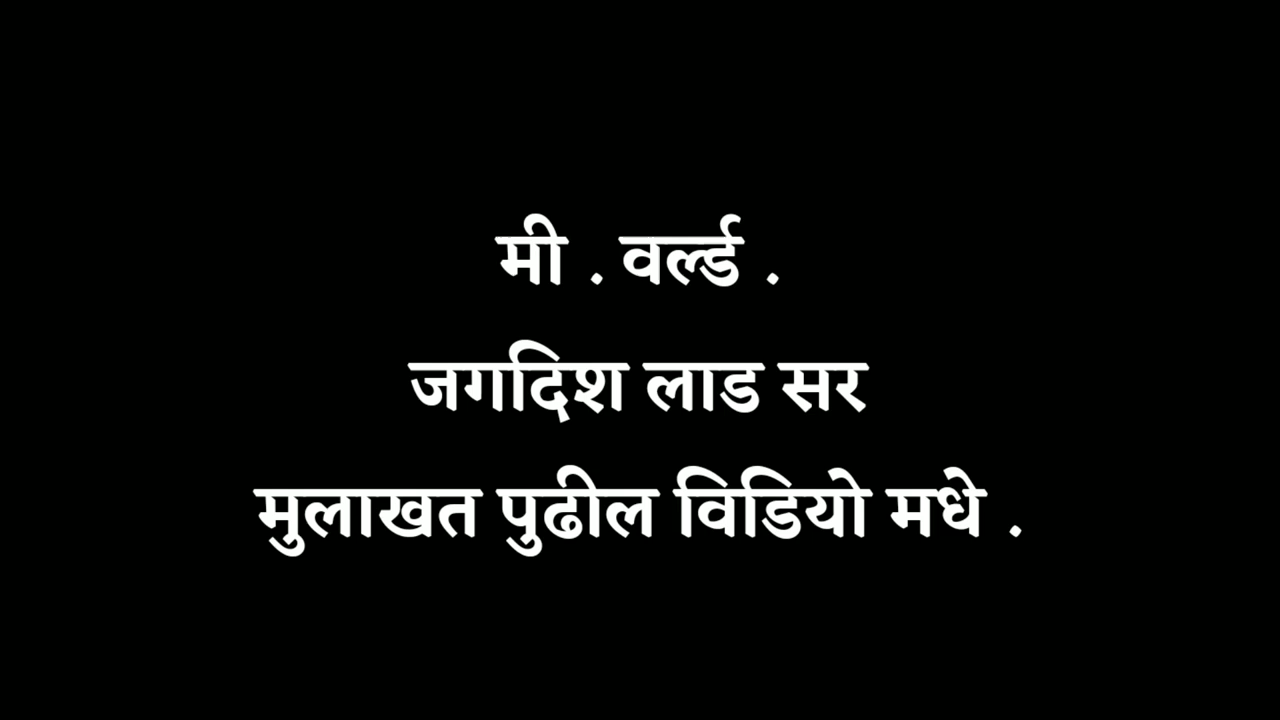 मी . वर्ल्ड .
जगदिश लाड सर
मुलाखत पुढील विडियो मधे .